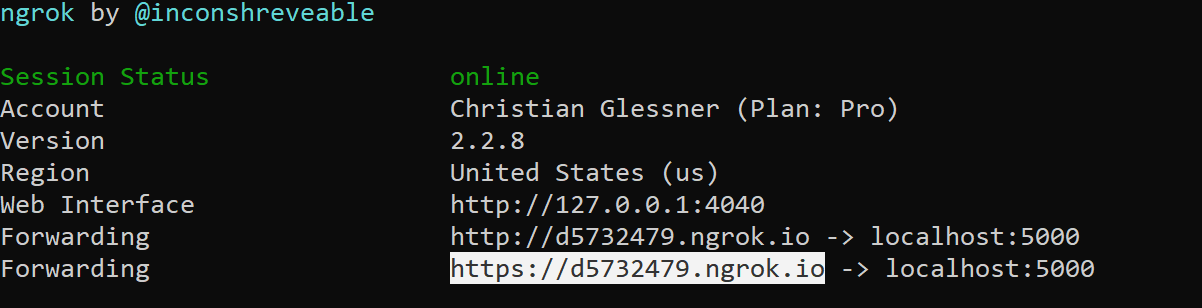 ngrok by @inconshreveable
Session Status online
Account Christian Glessner (Plan: Pro)
Version 2.2.8
Region United States (us)
Web Interface http://127.0.0.1:4040
Forwarding http://d5732479.ngrok.io -> localhost:5000
Forwarding https://d5732479.ngrok.io -> localhost:5000